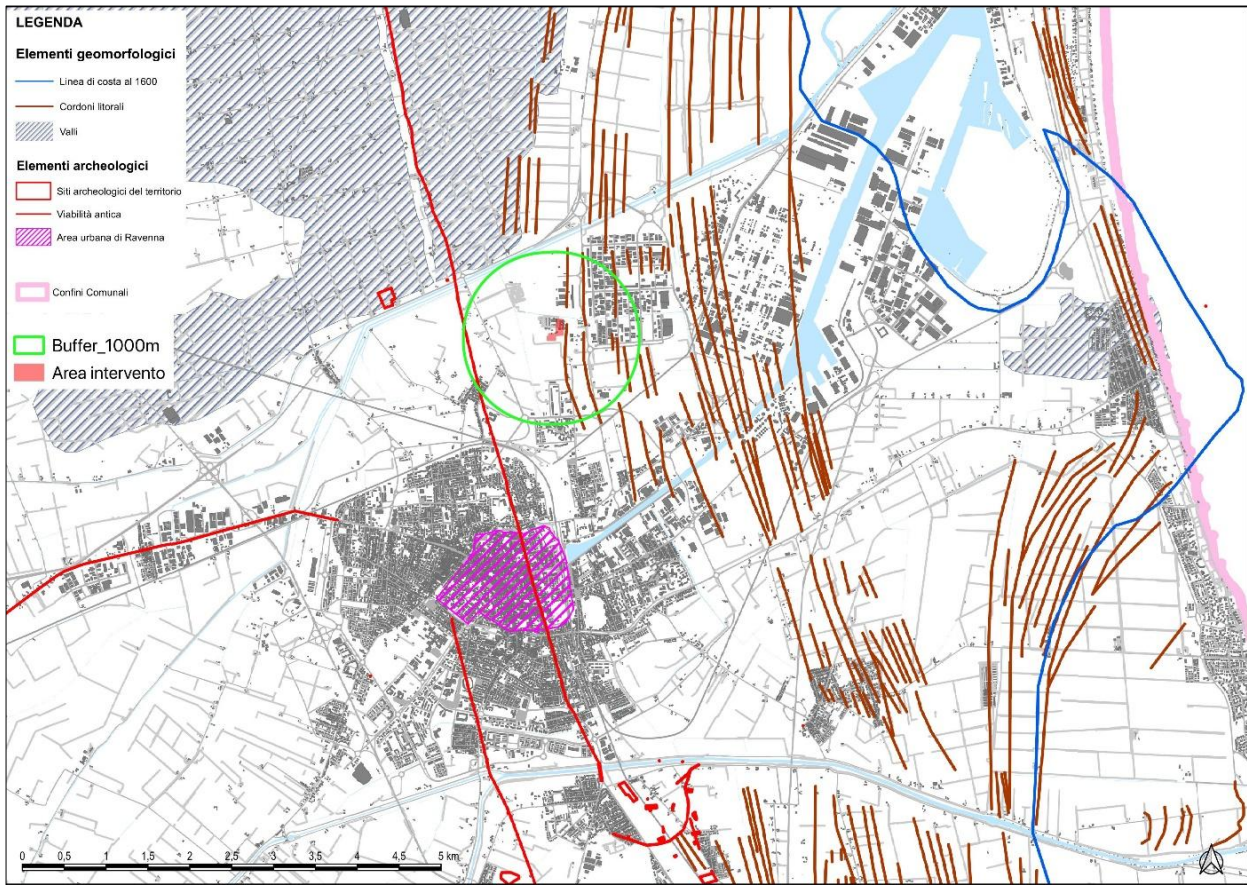 LEGENDA
Elementi geomorfologici
Linea di costa al 1600
Cordoni litorali
Valli
Elementi archeologici
Siti archeologici del territorio
Viabilità antica
Area urbana di Ravenna
Confini Comunali
Buffer_1000m
Area intervento
0 0,5 1 1,5 2 2,5 3 3,5 4 4,5 5 km